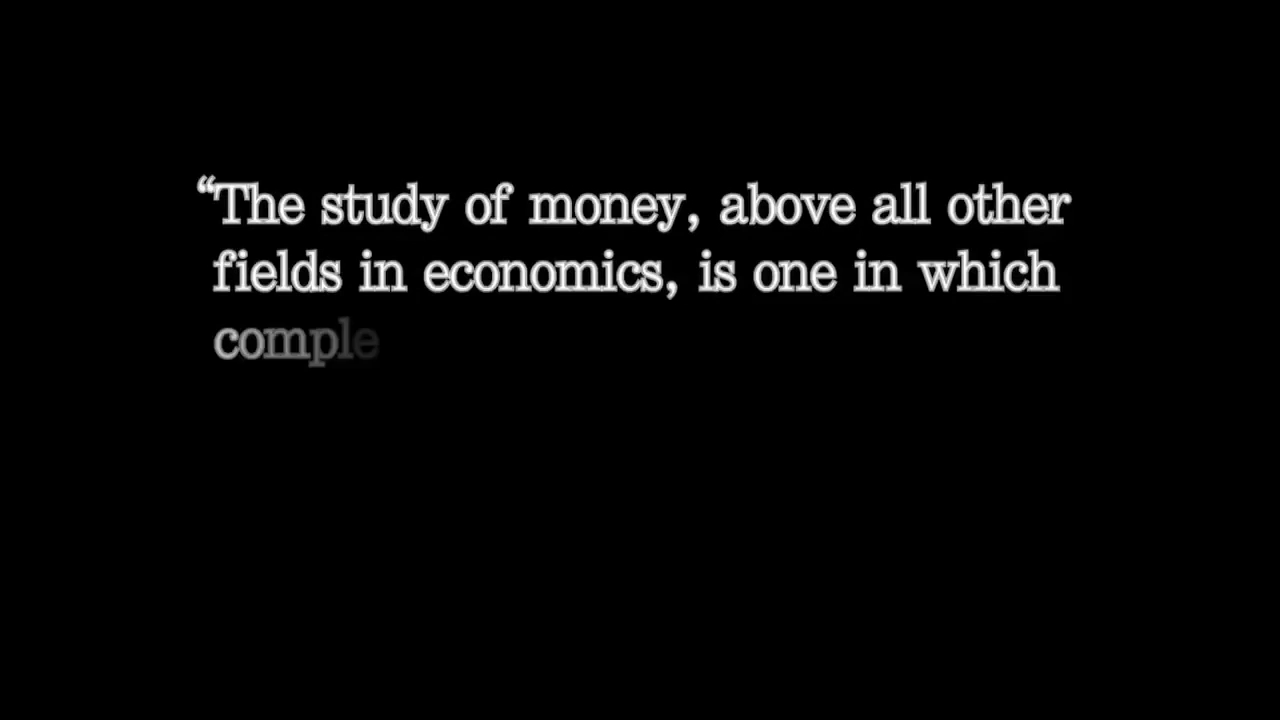 “The study of money, above all other
fields in economics, is one in which
comple